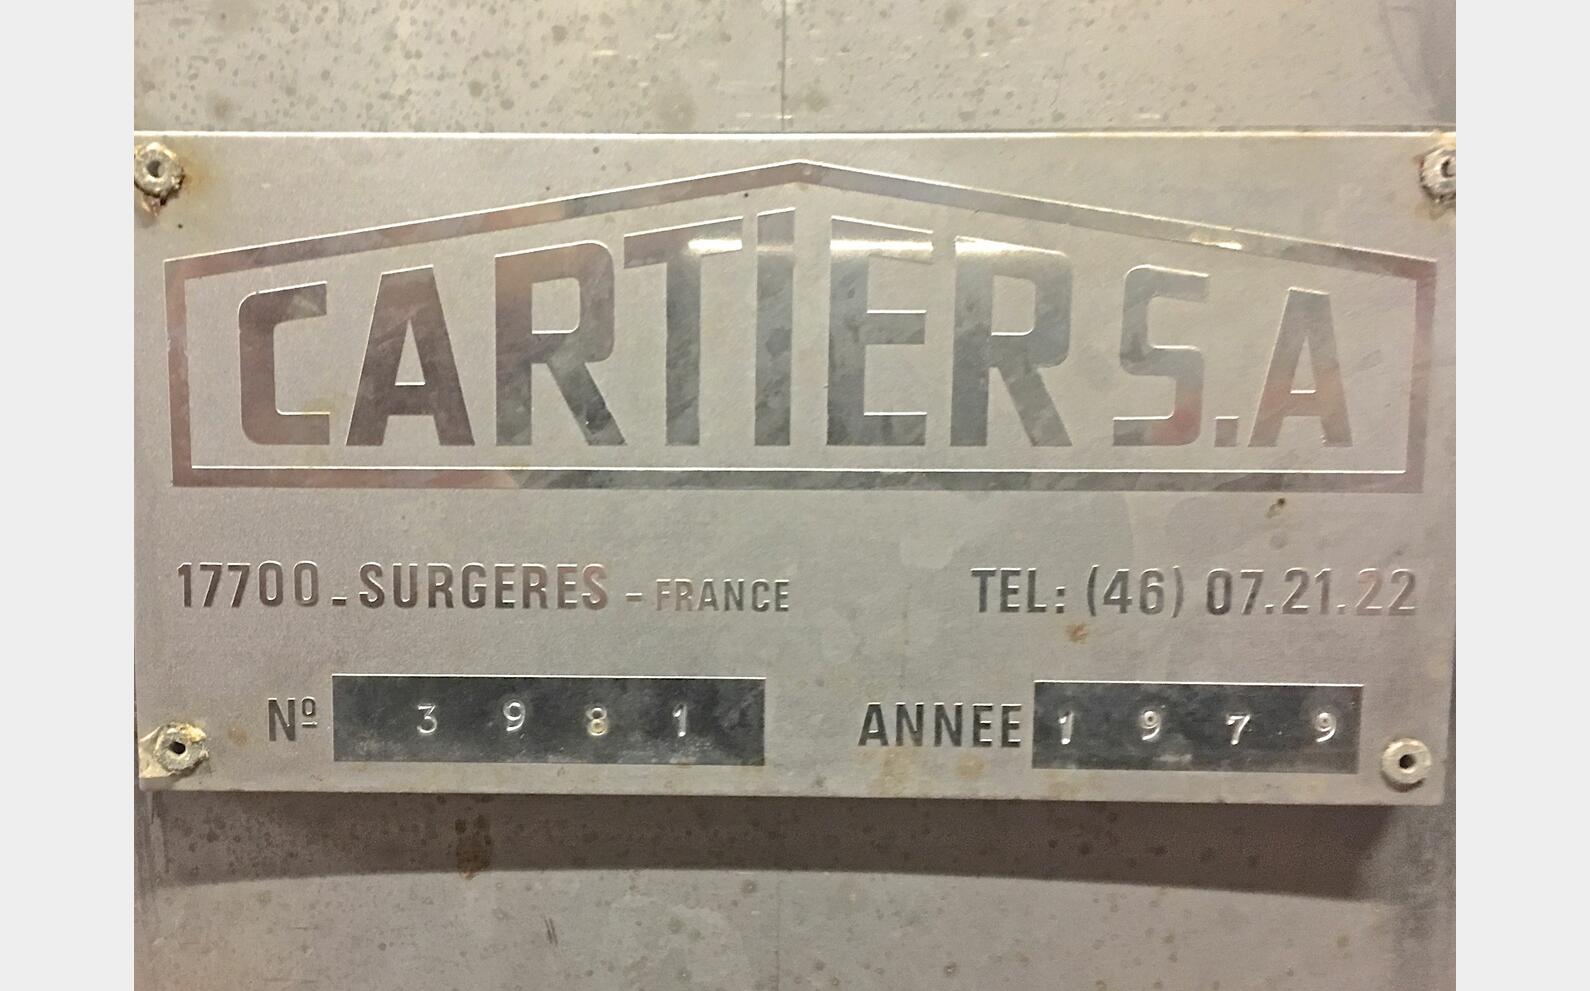 CARTIER S.A
17700 - SURGERES - FRANCE TEL: (46) 07.21.22
Nº 3981 ANNEE 1979